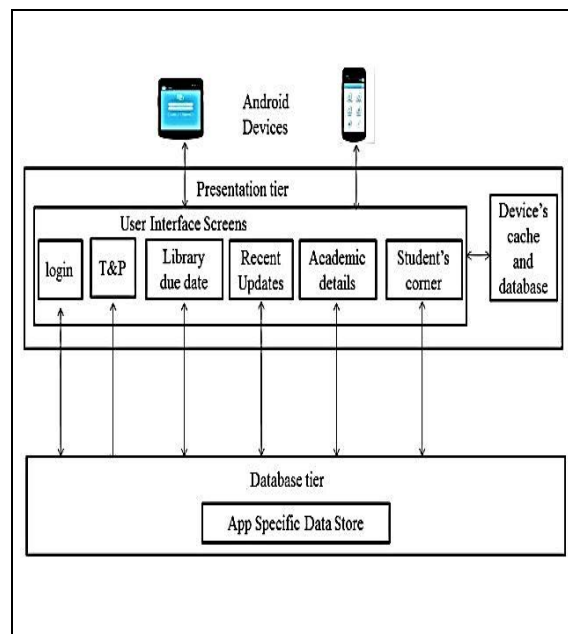 Android
Devices
Presentation tier
User Interface Screens
login
T&P
Library
due date
Recent
Updates
Academic
details
Student's
corner
Device's
cache
and
database
Database tier
App Specific Data Store